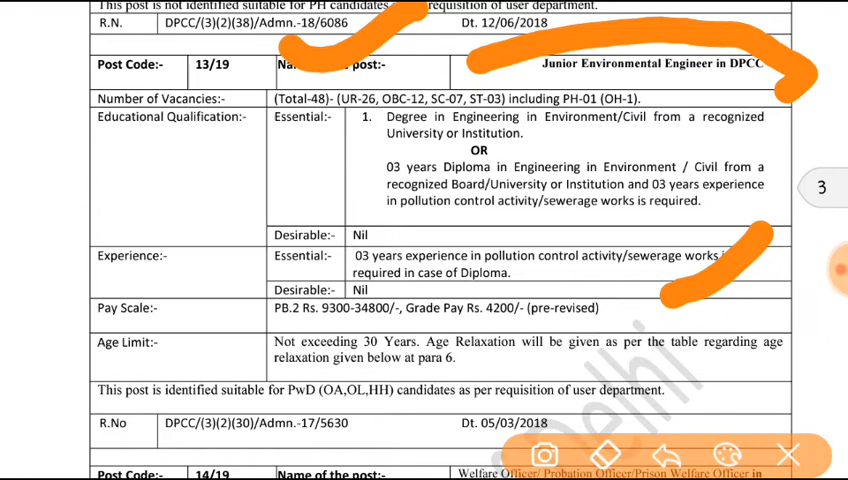 This post is not identified suitable for PH candidates requisition of user department.
R.N. DPCC/(3)(2)(38)/Admn.-18/6086 Dt. 12/06/2018
Post Code:- 13/19 post:- Junior Environmental Engineer in DPCC
Number of Vacancies:- (Total-48)- (UR-26, OBC-12, SC-07, ST-03) including PH-01 (OH-1).
Educational Qualification:- Essential:- 1. Degree in Engineering in Environment/Civil from a recognized
University or Institution.
OR
03 years Diploma in Engineering in Environment / Civil from a
recognized Board/University or Institution and 03 years experience
in pollution control activity/sewerage works is required.
Desirable:- Nil
Experience:- Essential:- 03 years experience in pollution control activity/sewerage works
required in case of Diploma.
Desirable:- Nil
Pay Scale:- PB.2 Rs. 9300-34800/-, Grade Pay Rs. 4200/- (pre-revised)
Age Limit:- Not exceeding 30 Years. Age Relaxation will be given as per the table regarding age
relaxation given below at para 6.
This post is identified suitable for PwD (OA,OL,HH) candidates as per requisition of user department.
R.No DPCC/(3)(2)(30)/Admn.-17/5630 Dt. 05/03/2018
Post Code:- 14/19 Name of the post:- Welfare Officer/ Probation Officer/Prison Welfare Officer in
3
elhi